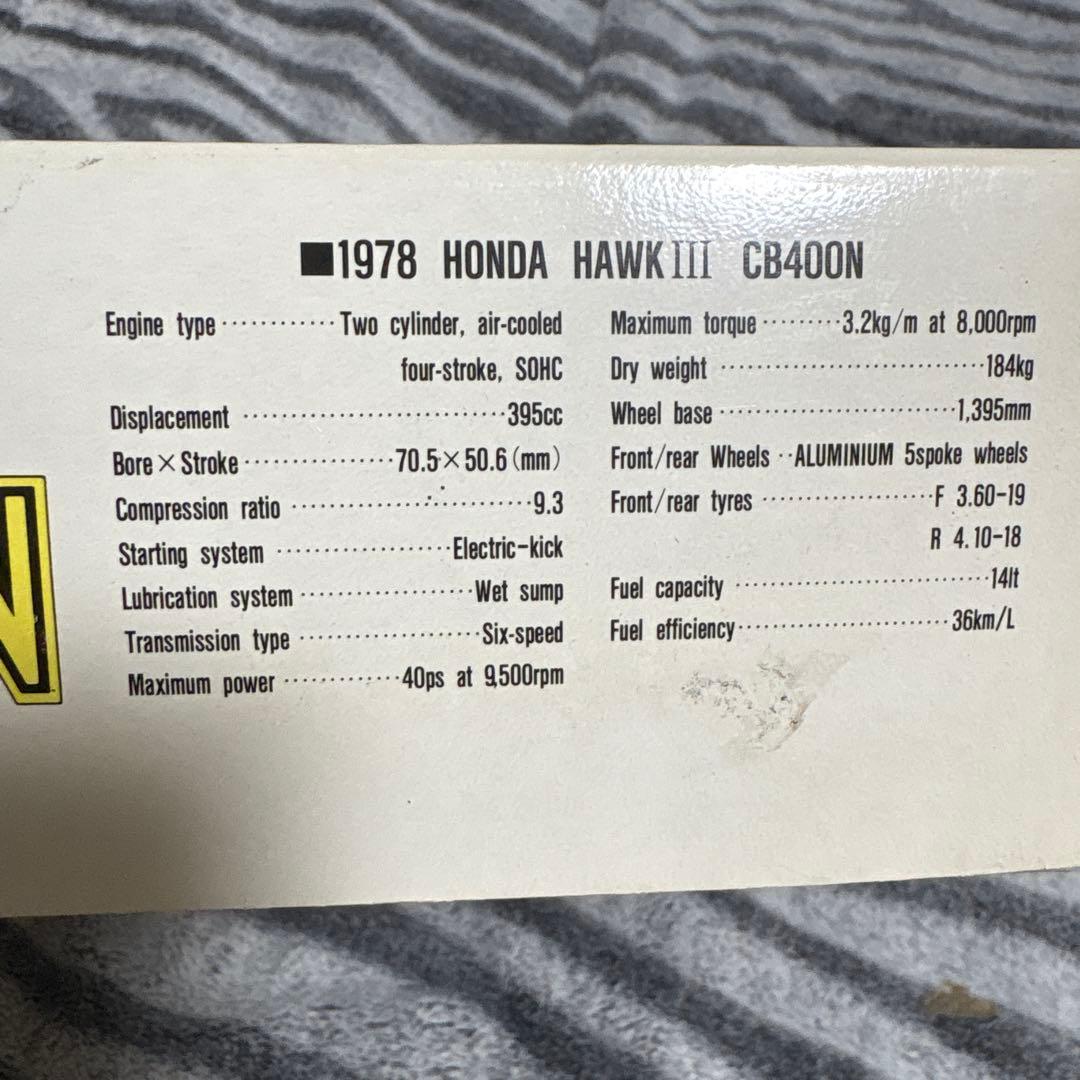 ■1978 HONDA HAWKIII CB400N
Engine type ············ Two cylinder, air-cooled
four-stroke, SOHC
Displacement ························ 395cc
Bore×Stroke ················ 70.5×50.6(mm)
Compression ratio ···················· 9.3
Starting system ·················· Electric-kick
Lubrication system ·················· Wet sump
Transmission type ·················· Six-speed
Maximum power ············ 40ps at 9,500rpm
Maximum torque ········· 3.2kg/m at 8,000rpm
Dry weight ·························· 184kg
Wheel base ························ 1,395mm
Front/rear Wheels ·· ALUMINIUM 5spoke wheels
Front/rear tyres ·················· F 3.60-19
R 4.10-18
Fuel capacity ·························· 14lt
Fuel efficiency ······················ 36km/L
N